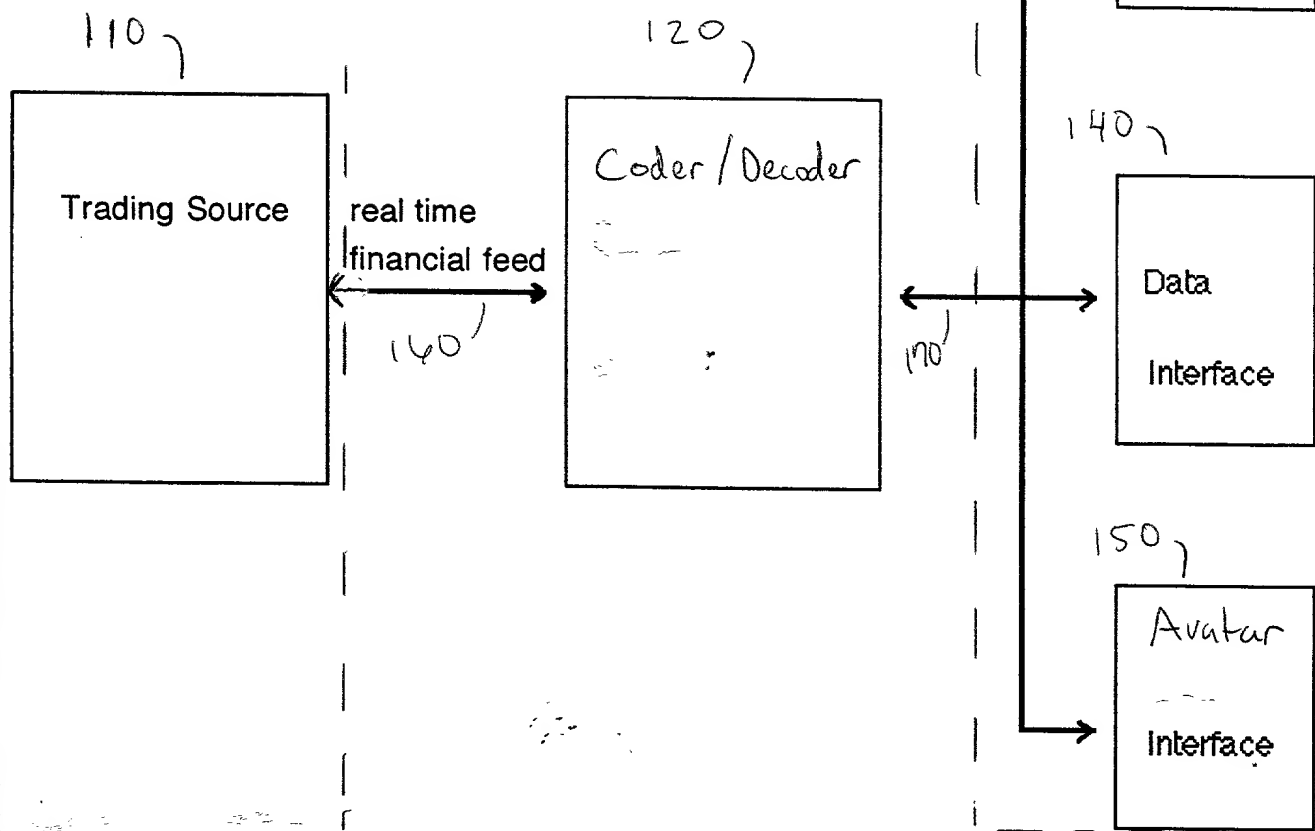 110
120
Trading Source
real time
financial feed
160
Coder/Decoder
170
140
Data
Interface
150
Avatar
Interface